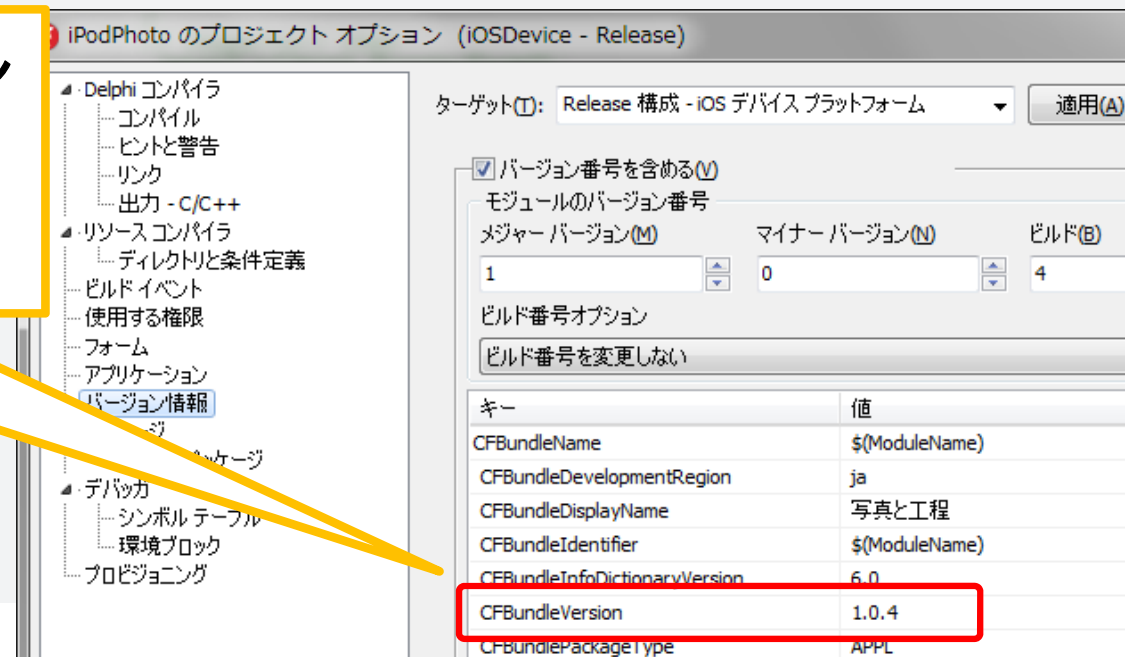 ン
iPodPhoto のプロジェクト オプション (iOSDevice - Release)
Delphi コンパイラ
コンパイル
ヒントと警告
リンク
出力 - C/C++
リソース コンパイラ
ディレクトリと条件定義
ビルド イベント
使用する権限
フォーム
アプリケーション
バージョン情報
デバッガ
シンボル テーブル
環境ブロック
プロビジョニング
ターゲット(T): Release 構成 - iOS デバイス プラットフォーム
適用(A)
バージョン番号を含める(V)
モジュールのバージョン番号
メジャー バージョン(M) マイナー バージョン(N) ビルド(B)
1 0 4
ビルド番号オプション
ビルド番号を変更しない
キー 値
CFBundleName $(ModuleName)
CFBundleDevelopmentRegion ja
CFBundleDisplayName 写真と工程
CFBundleIdentifier $(ModuleName)
CFBundleInfoDictionaryVersion 6.0
CFBundleVersion 1.0.4
CFBundlePackageType APPL